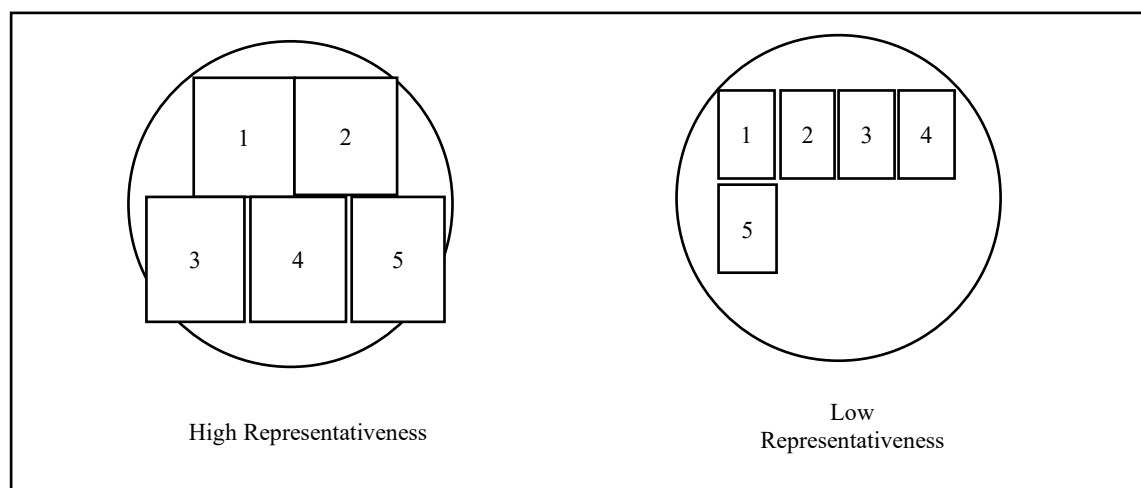 1 2
3 4 5
High Representativeness
1 2 3 4
5
Low
Representativeness